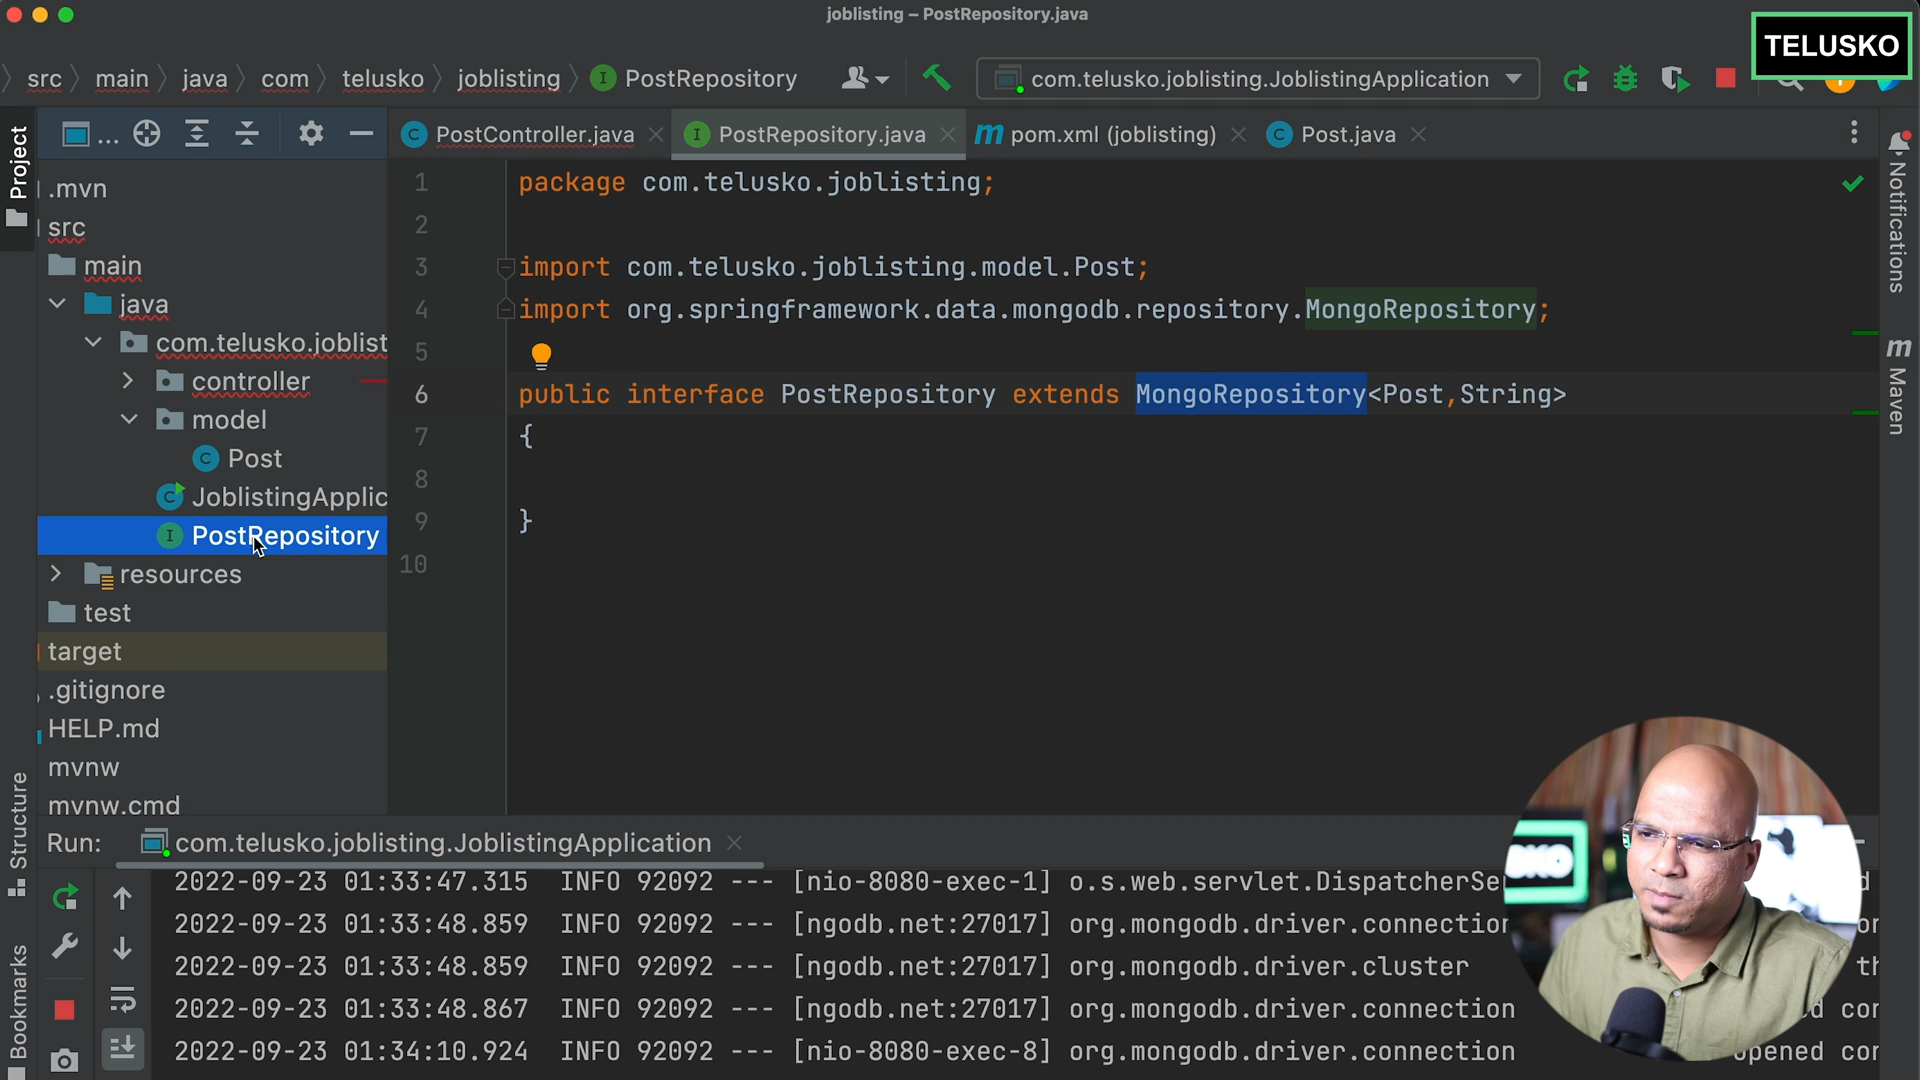 joblisting – PostRepository.java
TELUSKO
src main java com telusko joblisting PostRepository
com.telusko.joblisting.JoblistingApplication
Project
...
PostController.java
PostRepository.java
pom.xml (joblisting)
Post.java
Notifications
Maven
.mvn
src
main
java
com.telusko.joblist
controller
model
Post
JoblistingApplic
PostRepository
resources
test
target
.gitignore
HELP.md
mvnw
mvnw.cmd
1 package com.telusko.joblisting;
2
3 import com.telusko.joblisting.model.Post;
4 import org.springframework.data.mongodb.repository.MongoRepository;
5
6 public interface PostRepository extends MongoRepository<Post,String>
7 {
8
9 }
10
Structure
Bookmarks
Run: com.telusko.joblisting.JoblistingApplication
2022-09-23 01:33:47.315 INFO 92092 --- [nio-8080-exec-1] o.s.web.servlet.DispatcherSe
2022-09-23 01:33:48.859 INFO 92092 --- [ngodb.net:27017] org.mongodb.driver.connection
2022-09-23 01:33:48.859 INFO 92092 --- [ngodb.net:27017] org.mongodb.driver.cluster
2022-09-23 01:33:48.867 INFO 92092 --- [ngodb.net:27017] org.mongodb.driver.connection
2022-09-23 01:34:10.924 INFO 92092 --- [nio-8080-exec-8] org.mongodb.driver.connection opened cor